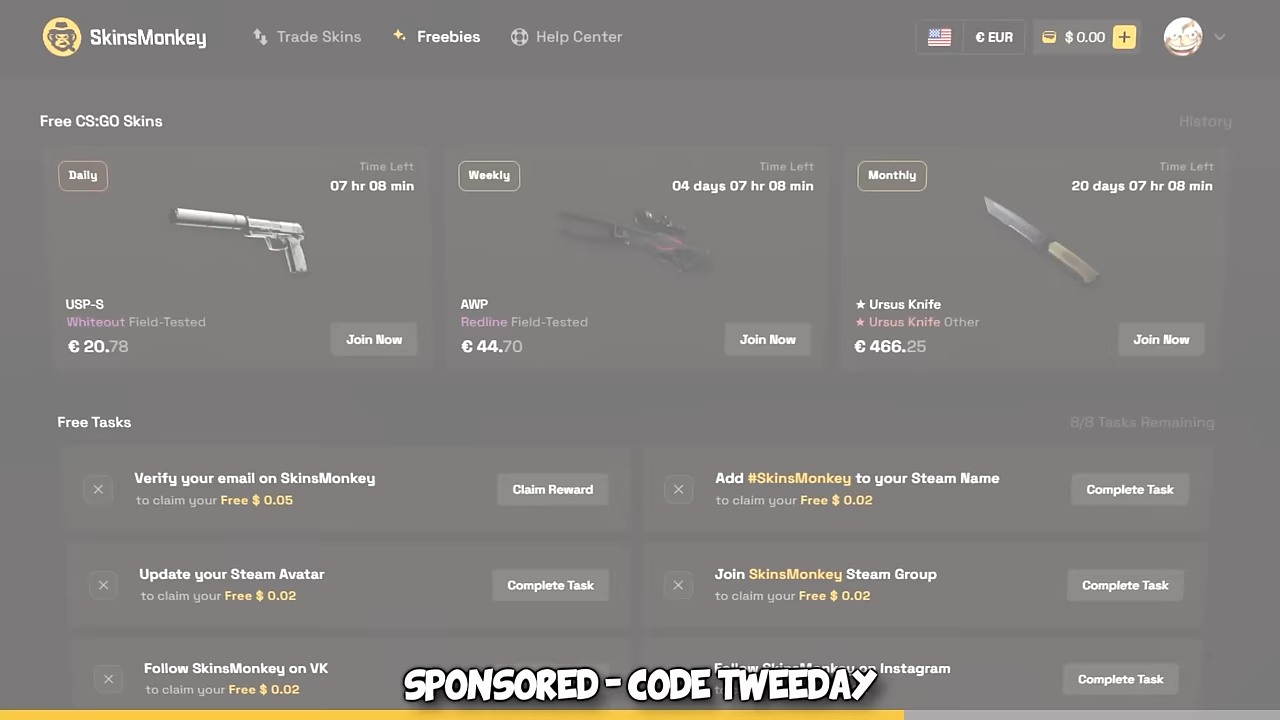 SkinsMonkey
Trade Skins
Freebies
Help Center
€ EUR
$ 0.00
Free CS:GO Skins
History
Daily
Time Left
07 hr 08 min
USP-S
Whiteout Field-Tested
€ 20.78
Join Now
Weekly
Time Left
04 days 07 hr 08 min
AWP
Redline Field-Tested
€ 44.70
Join Now
Monthly
Time Left
20 days 07 hr 08 min
★ Ursus Knife
★ Ursus Knife Other
€ 466.25
Join Now
Free Tasks
8/8 Tasks Remaining
Verify your email on SkinsMonkey
to claim your Free $ 0.05
Claim Reward
Add #SkinsMonkey to your Steam Name
to claim your Free $ 0.02
Complete Task
Update your Steam Avatar
to claim your Free $ 0.02
Complete Task
Join SkinsMonkey Steam Group
to claim your Free $ 0.02
Complete Task
Follow SkinsMonkey on VK
to claim your Free $ 0.02
Follow SkinsMonkey on Instagram
Complete Task
SPONSORED - CODE TWEEDAY